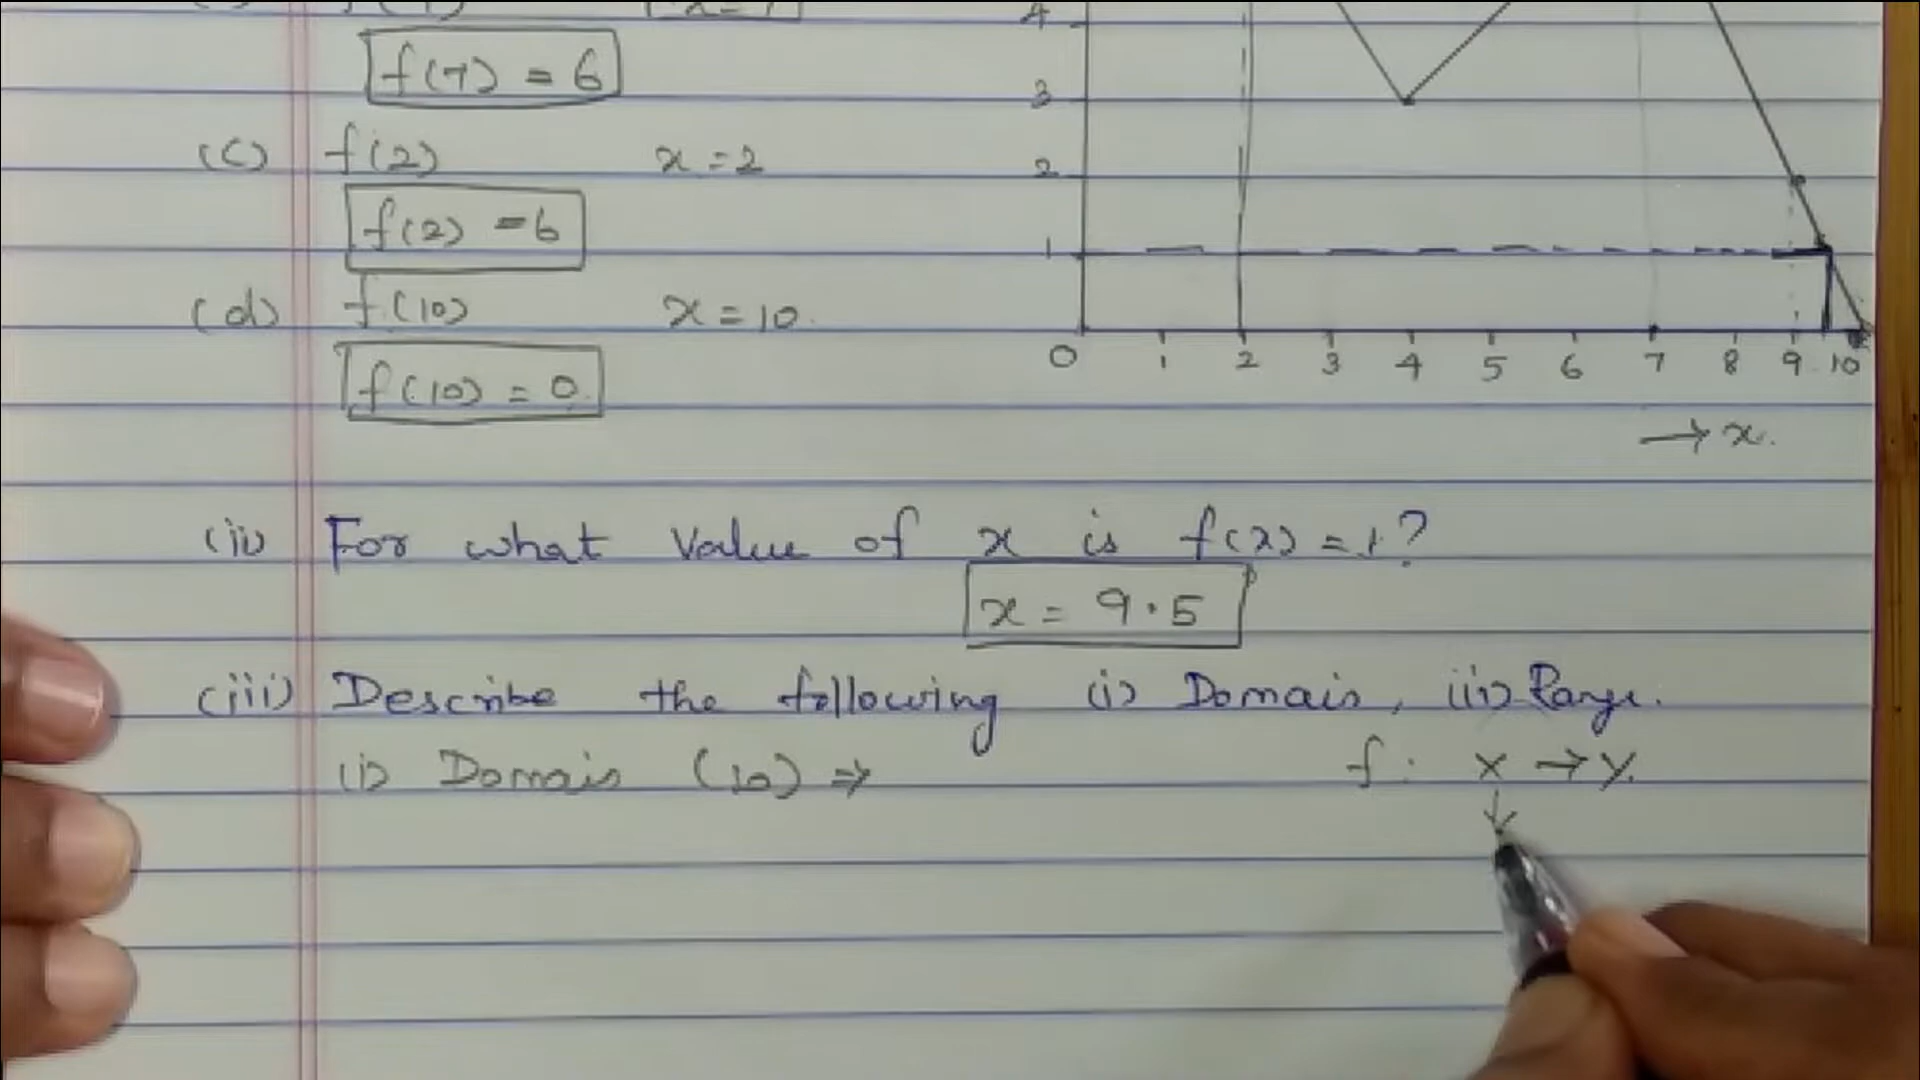 f(7) = 6
(c) f(2) x = 2
f(2) = 6
(d) f(10) x = 10.
f(10) = 0.
4
3
2
1
0 1 2 3 4 5 6 7 8 9 10
→ x.
(ii) For what value of x is f(x) = 1?
x = 9.5
(iii) Describe the following (i) Domain, (ii) Range.
(i) Domain (10) ⇒ f: X → Y.
↓